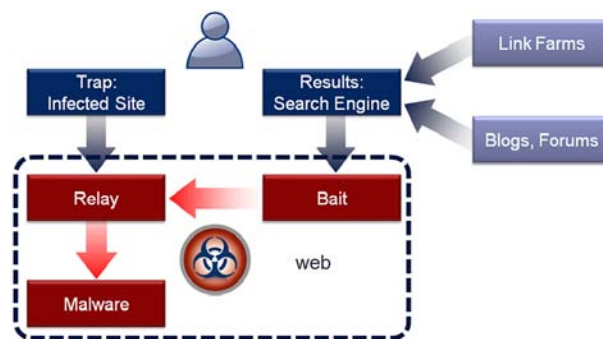 Trap:
Infected Site
Results:
Search Engine
Link Farms
Blogs, Forums
Relay
Bait
web
Malware